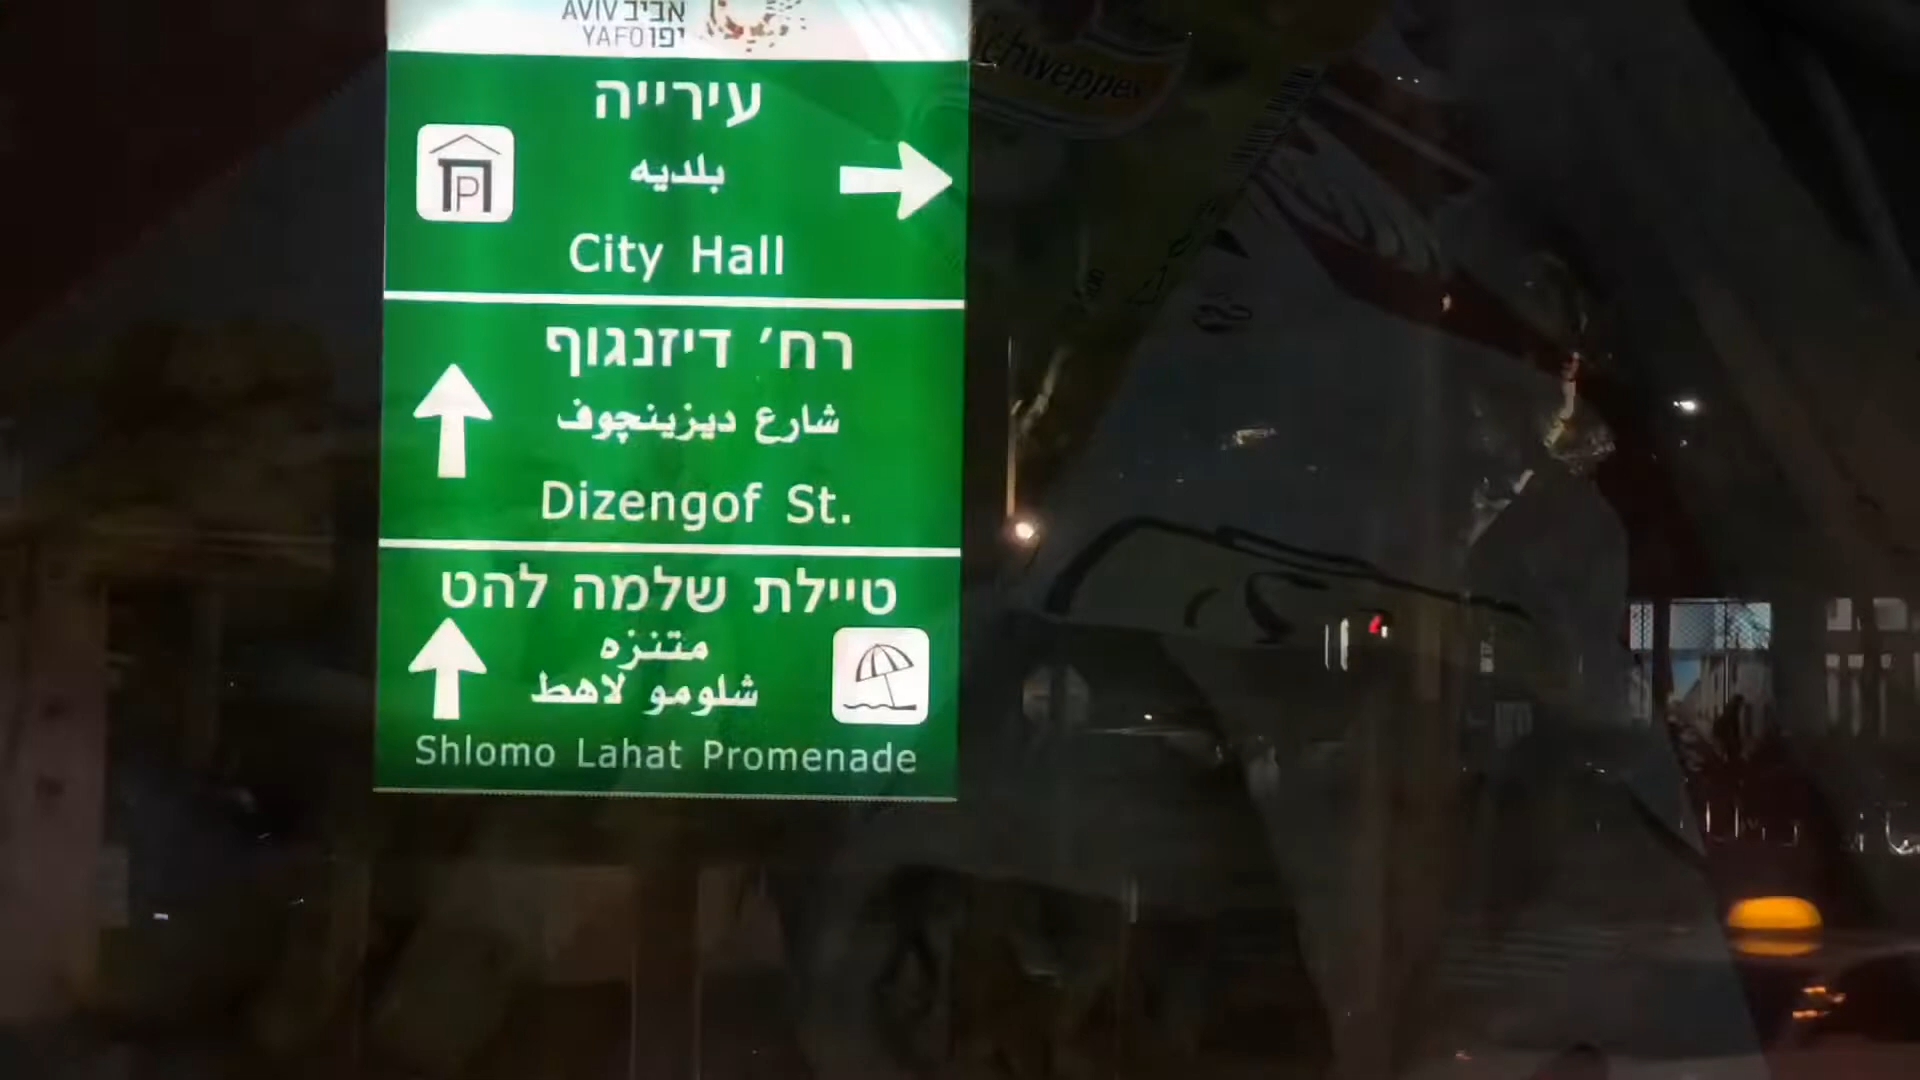 AVIV אביב
YAFO יפו
עירייה
بلديه
P
City Hall
רח׳ דיזנגוף
شارع ديزينچوف
Dizengof St.
טיילת שלמה להט
متنزه
شلومو لاهط
Shlomo Lahat Promenade
Schweppes